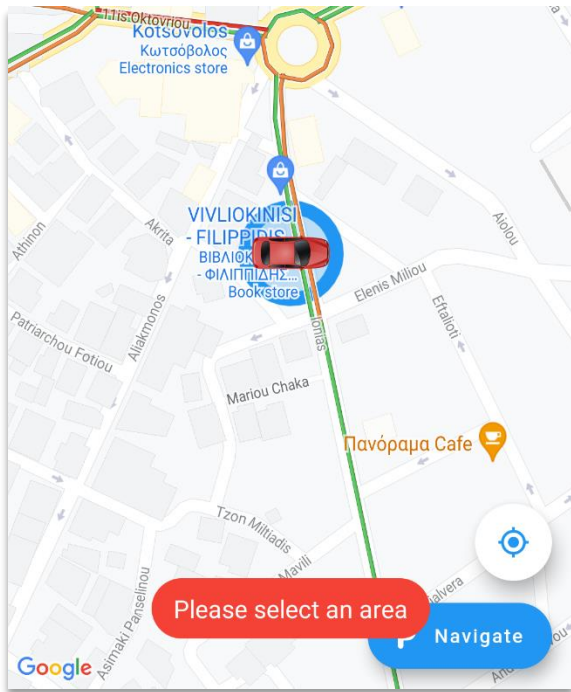 11is.Oktovriou
Kotsovolos
Κωτσόβολος
Electronics store
VIVLIOKINISI
- FILIPPIDIS
ΒΙΒΛΙΟΚ
- ΦΙΛΙΠΠΙΔΗΣ...
Book store
Athinon
Akrita
Aliakmonos
Patriarchou Fotiou
Elenis Miliou
Aiolou
Eftalioti
Ionias
Mariou Chaka
Πανόραμα Cafe
Tzon Miltiadis
Mavili
Asimaki Panselinou
Please select an area
Navigate
Google